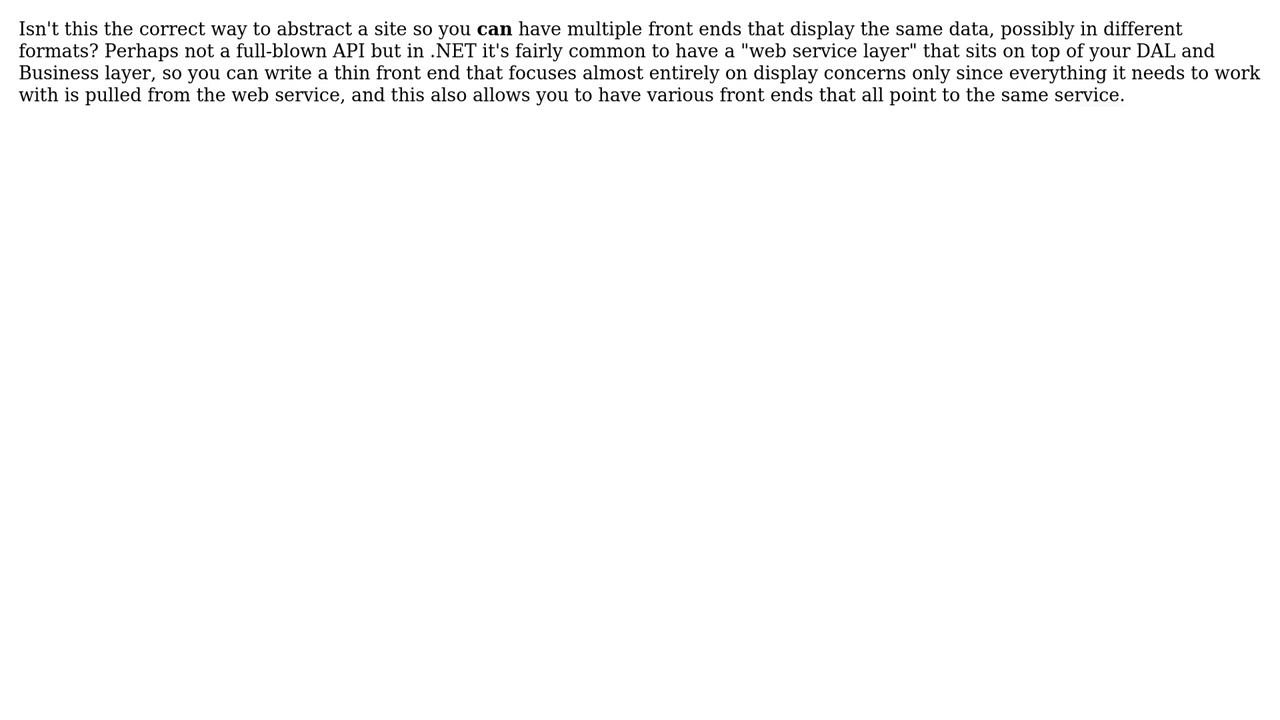 Isn't this the correct way to abstract a site so you can have multiple front ends that display the same data, possibly in different
formats? Perhaps not a full-blown API but in .NET it's fairly common to have a "web service layer" that sits on top of your DAL and
Business layer, so you can write a thin front end that focuses almost entirely on display concerns only since everything it needs to work
with is pulled from the web service, and this also allows you to have various front ends that all point to the same service.